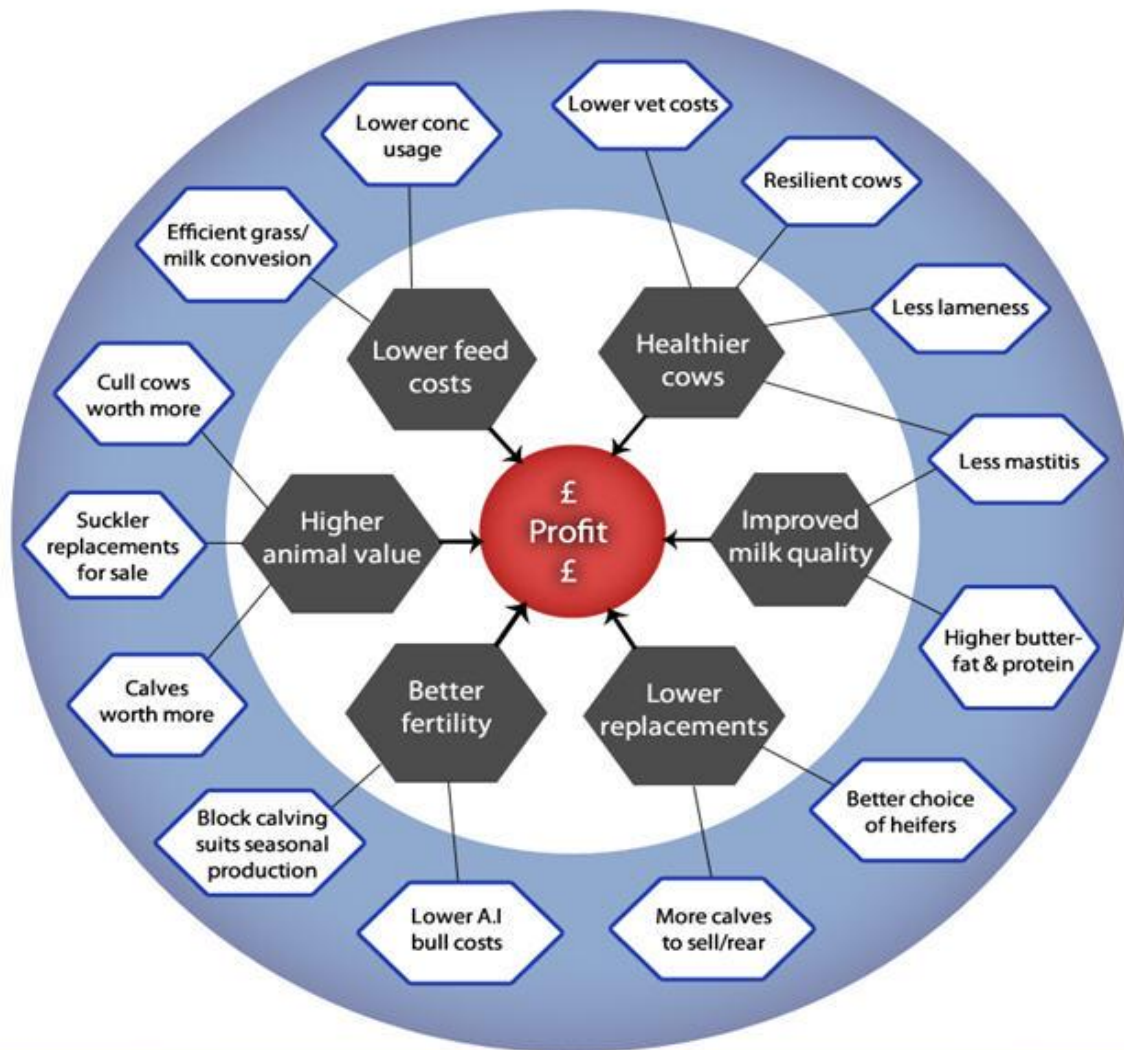 Lower vet costs
Lower conc
usage
Resilient cows
Efficient grass/
milk convesion
Less lameness
Lower feed
costs
Healthier
cows
Cull cows
worth more
Less mastitis
£
Profit
£
Suckler
replacements
for sale
Higher
animal value
Improved
milk quality
Higher butter-
fat & protein
Calves
worth more
Better
fertility
Lower
replacements
Better choice
of heifers
Block calving
suits seasonal
production
Lower A.I
bull costs
More calves
to sell/rear